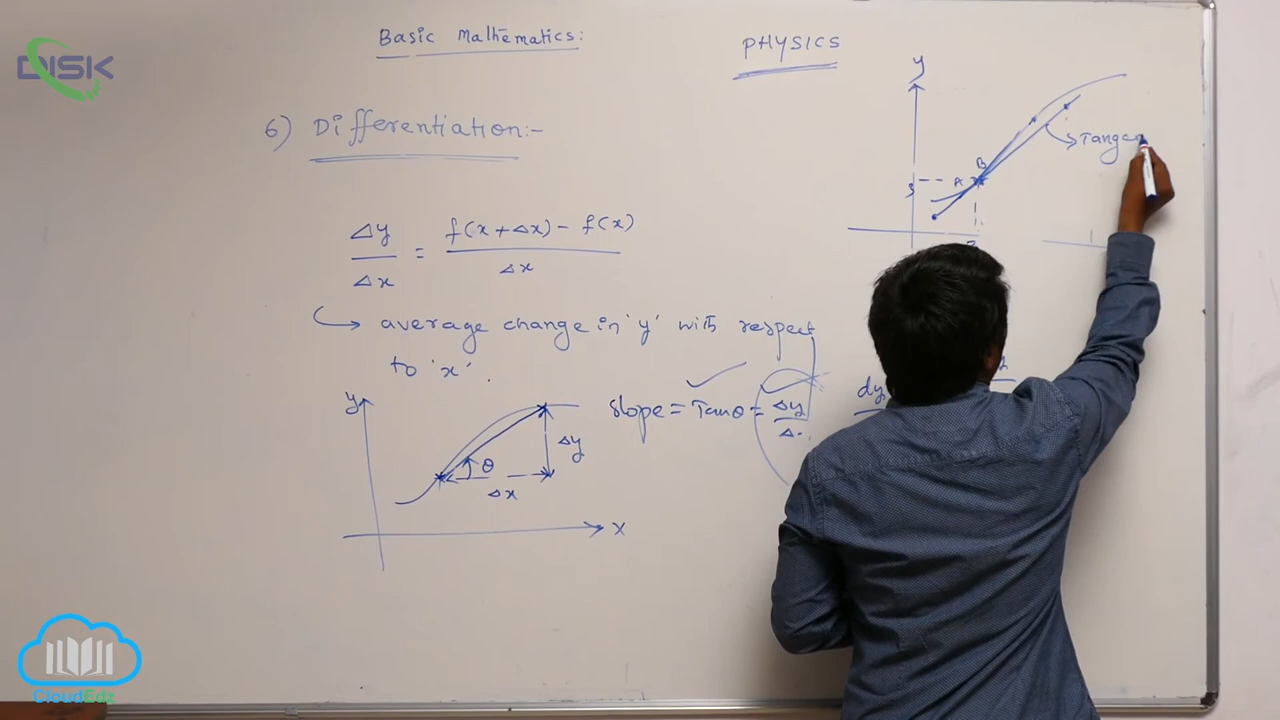 DISK
Basic Mathematics:
PHYSICS
6) Differentiation:-
Δy/Δx = f(x+Δx) - f(x)/Δx
average change in 'y' with respect
to 'x'.
slope = Tanθ = Δy/Δ
dy
y
θ
Δy
Δx
x
y
B
A
Tangen
CloudEdz